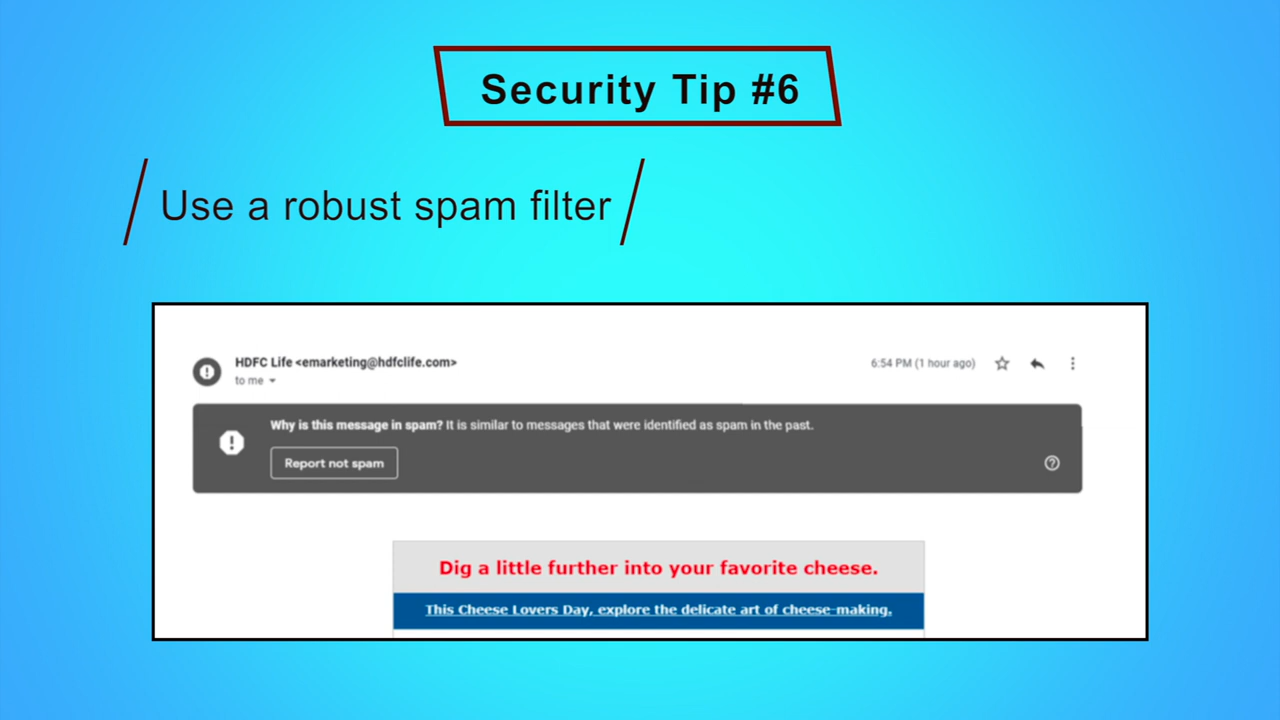 Security Tip #6
Use a robust spam filter
HDFC Life <emarketing@hdfclife.com>
6:54 PM (1 hour ago)
to me
Why is this message in spam? It is similar to messages that were identified as spam in the past.
Report not spam
Dig a little further into your favorite cheese.
This Cheese Lovers Day, explore the delicate art of cheese-making.